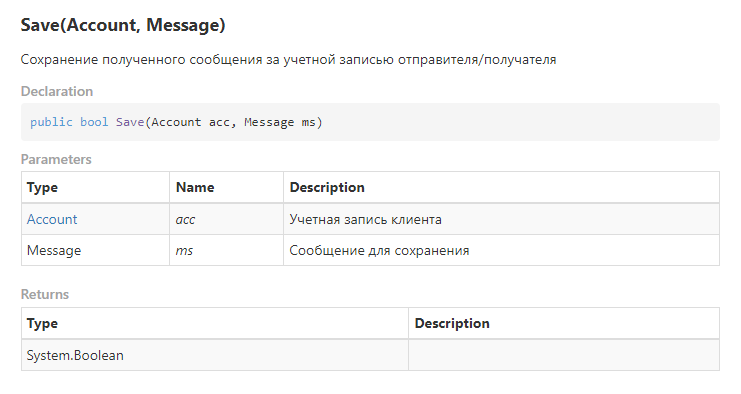 Save(Account, Message)
Сохранение полученного сообщения за учетной записью отправителя/получателя
Declaration
public bool Save(Account acc, Message ms)
Parameters
Type Name Description
Account acc Учетная запись клиента
Message ms Сообщение для сохранения
Returns
Type Description
System.Boolean